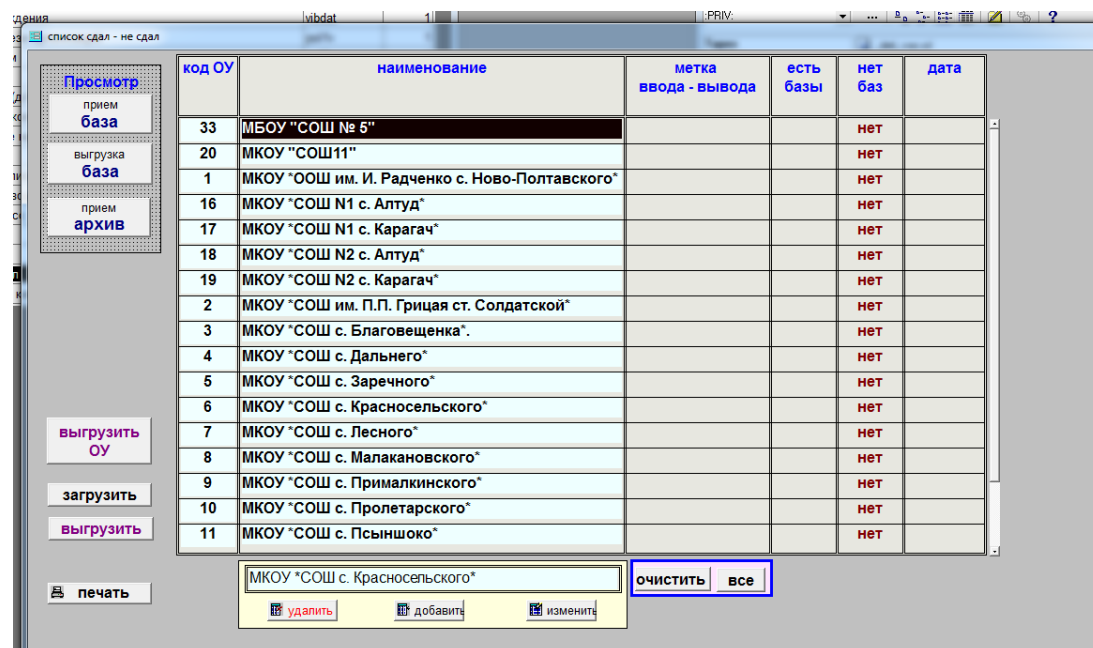 vibdat 1 :PRIV:
список сдал - не сдал
Просмотр
прием
база
выгрузка
база
прием
архив
выгрузить
ОУ
загрузить
выгрузить
печать
код ОУ наименование метка ввода - вывода есть базы нет баз дата
33 МБОУ "СОШ № 5" нет
20 МКОУ "СОШ11" нет
1 МКОУ *ООШ им. И. Радченко с. Ново-Полтавского* нет
16 МКОУ *СОШ N1 с. Алтуд* нет
17 МКОУ *СОШ N1 с. Карагач* нет
18 МКОУ *СОШ N2 с. Алтуд* нет
19 МКОУ *СОШ N2 с. Карагач* нет
2 МКОУ *СОШ им. П.П. Грицая ст. Солдатской* нет
3 МКОУ *СОШ с. Благовещенка*. нет
4 МКОУ *СОШ с. Дальнего* нет
5 МКОУ *СОШ с. Заречного* нет
6 МКОУ *СОШ с. Красносельского* нет
7 МКОУ *СОШ с. Лесного* нет
8 МКОУ *СОШ с. Малакановского* нет
9 МКОУ *СОШ с. Прималкинского* нет
10 МКОУ *СОШ с. Пролетарского* нет
11 МКОУ *СОШ с. Псыншоко* нет
МКОУ *СОШ с. Красносельского*
удалить добавить изменить
очистить все